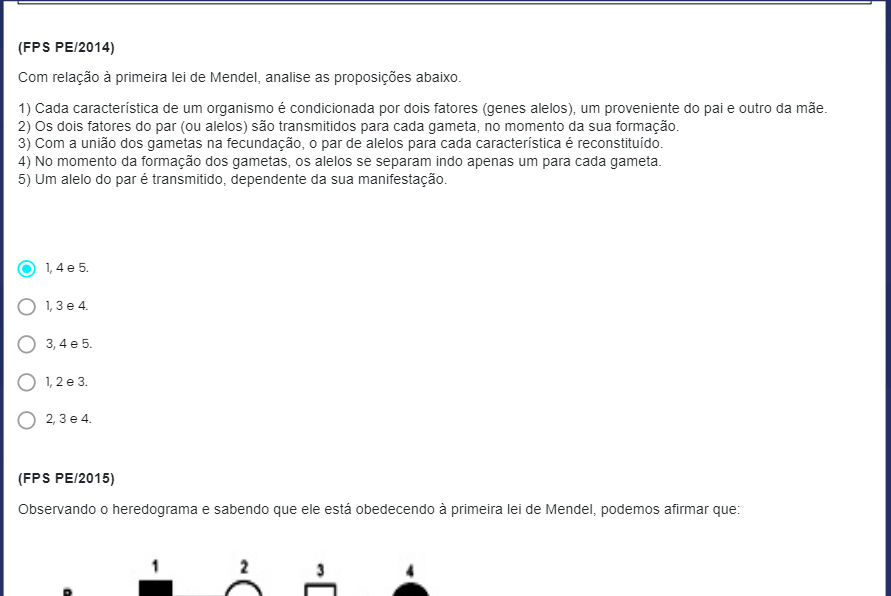 (FPS PE/2014)
Com relação à primeira lei de Mendel, analise as proposições abaixo.
1) Cada característica de um organismo é condicionada por dois fatores (genes alelos), um proveniente do pai e outro da mãe.
2) Os dois fatores do par (ou alelos) são transmitidos para cada gameta, no momento da sua formação.
3) Com a união dos gametas na fecundação, o par de alelos para cada característica é reconstituído.
4) No momento da formação dos gametas, os alelos se separam indo apenas um para cada gameta.
5) Um alelo do par é transmitido, dependente da sua manifestação.
1, 4 e 5.
1, 3 e 4.
3, 4 e 5.
1, 2 e 3.
2, 3 e 4.
(FPS PE/2015)
Observando o heredograma e sabendo que ele está obedecendo à primeira lei de Mendel, podemos afirmar que:
1 2 3 4